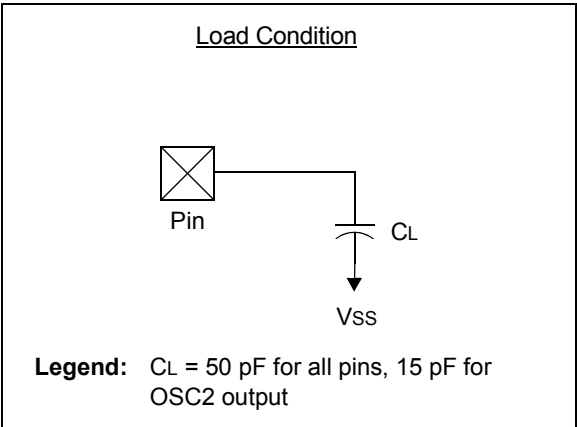 Load Condition
Pin
CL
VSS
Legend: CL = 50 pF for all pins, 15 pF for
OSC2 output